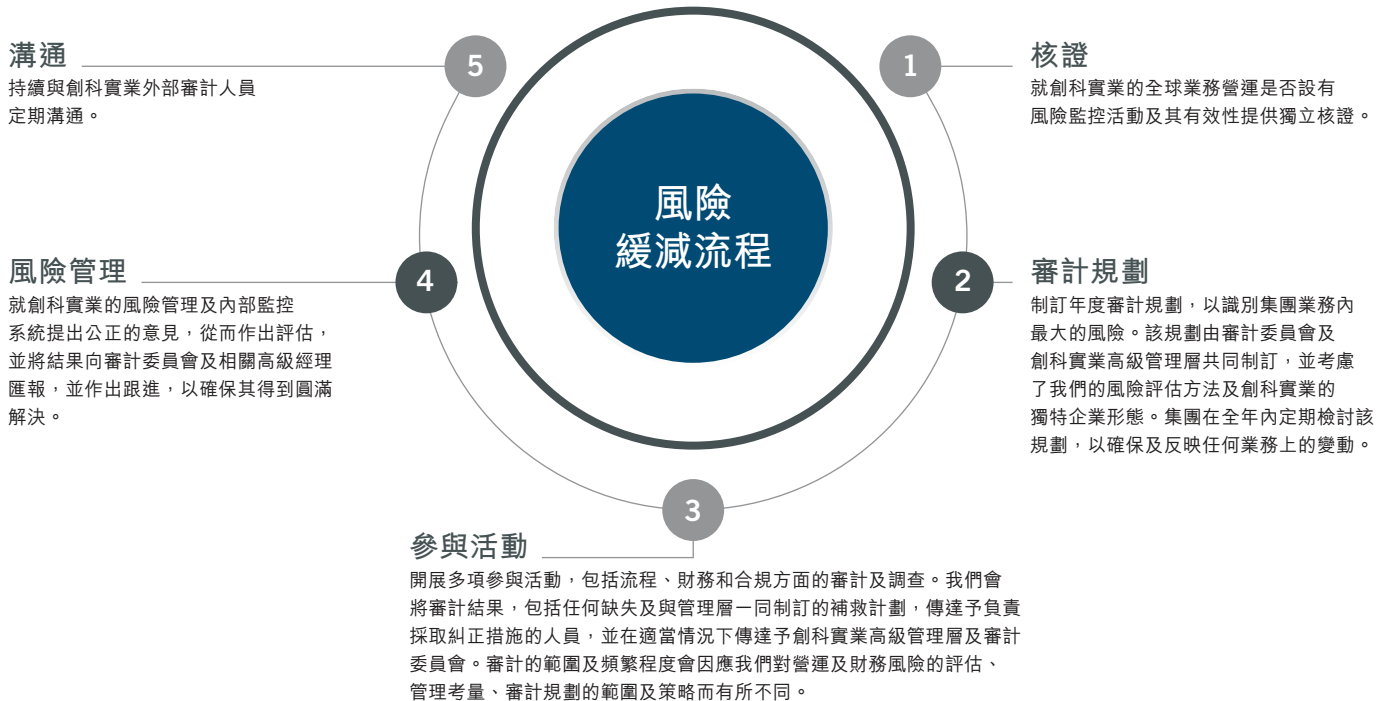 風險
緩減流程
1
核證
就創科實業的全球業務營運是否設有
風險監控活動及其有效性提供獨立核證。
2
審計規劃
制訂年度審計規劃，以識別集團業務內
最大的風險。該規劃由審計委員會及
創科實業高級管理層共同制訂，並考慮
了我們的風險評估方法及創科實業的
獨特企業形態。集團在全年內定期檢討該
規劃，以確保及反映任何業務上的變動。
3
參與活動
開展多項參與活動，包括流程、財務和合規方面的審計及調查。我們會
將審計結果，包括任何缺失及與管理層一同制訂的補救計劃，傳達予負責
採取糾正措施的人員，並在適當情況下傳達予創科實業高級管理層及審計
委員會。審計的範圍及頻繁程度會因應我們對營運及財務風險的評估、
管理考量、審計規劃的範圍及策略而有所不同。
4
風險管理
就創科實業的風險管理及內部監控
系統提出公正的意見，從而作出評估，
並將結果向審計委員會及相關高級經理
匯報，並作出跟進，以確保其得到圓滿
解決。
5
溝通
持續與創科實業外部審計人員
定期溝通。